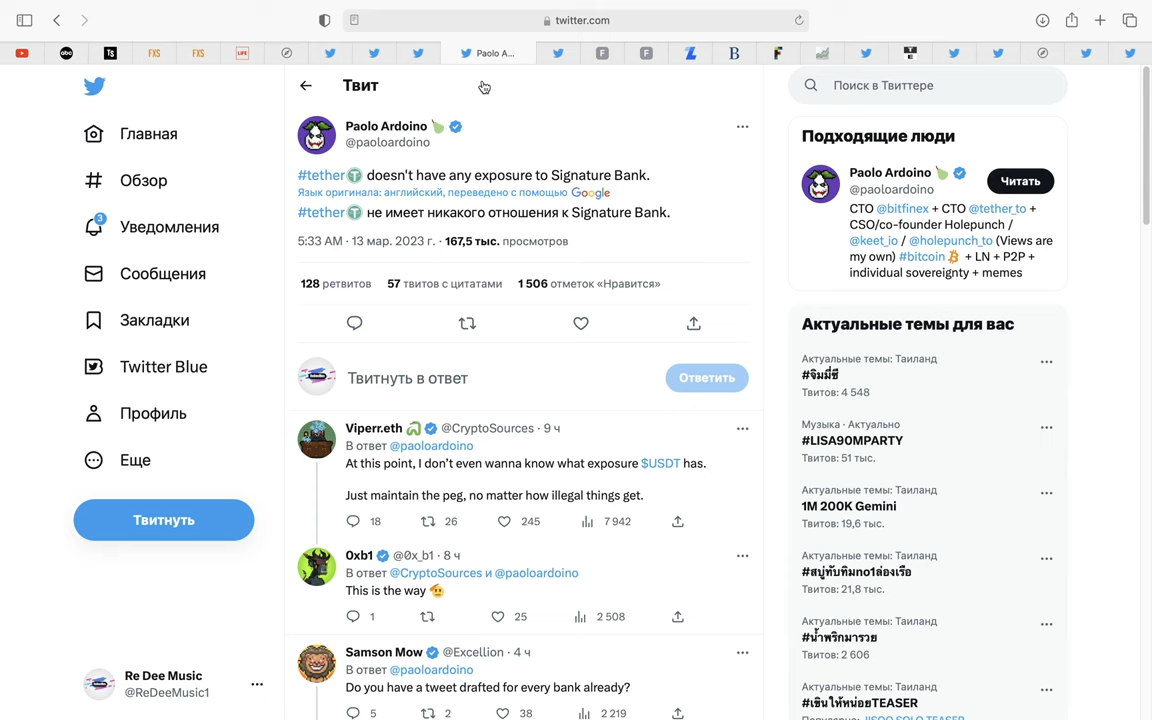 twitter.com
abc
TS
FXS
FXS
LIFE
Paolo A...
F
F
B
F
Твит
Главная
Обзор
3
Уведомления
Сообщения
Закладки
Twitter Blue
Профиль
Еще
Твитнуть
Re Dee Music
@ReDeeMusic1
Paolo Ardoino
@paoloardoino
#tether doesn't have any exposure to Signature Bank.
Язык оригинала: английский, переведено с помощью Google
#tether не имеет никакого отношения к Signature Bank.
5:33 AM · 13 мар. 2023 г. · 167,5 тыс. просмотров
128 ретвитов 57 твитов с цитатами 1 506 отметок «Нравится»
Твитнуть в ответ
Ответить
Viperr.eth @CryptoSources · 9 ч
В ответ @paoloardoino
At this point, I don't even wanna know what exposure $USDT has.
Just maintain the peg, no matter how illegal things get.
18 26 245 7 942
0xb1 @0x_b1 · 8 ч
В ответ @CryptoSources и @paoloardoino
This is the way
1 25 2 508
Samson Mow @Excellion · 4 ч
В ответ @paoloardoino
Do you have a tweet drafted for every bank already?
5 2 38 2 219
Поиск в Твиттере
Подходящие люди
Paolo Ardoino
@paoloardoino
Читать
CTO @bitfinex + CTO @tether_to +
CSO/co-founder Holepunch /
@keet_io / @holepunch_to (Views are
my own) #bitcoin + LN + P2P +
individual sovereignty + memes
Актуальные темы для вас
Актуальные темы: Таиланд
#จิมมี่ซี
Твитов: 4 548
Музыка · Актуально
#LISA90MPARTY
Твитов: 51 тыс.
Актуальные темы: Таиланд
1M 200K Gemini
Твитов: 19,6 тыс.
Актуальные темы: Таиланд
#สบู่ทับทิมno1ล่องเรือ
Твитов: 21,8 тыс.
Актуальные темы: Таиланд
#น้ำพริกมารวย
Твитов: 2 606
Актуальные темы: Таиланд
#เขินให้หน่อยTEASER